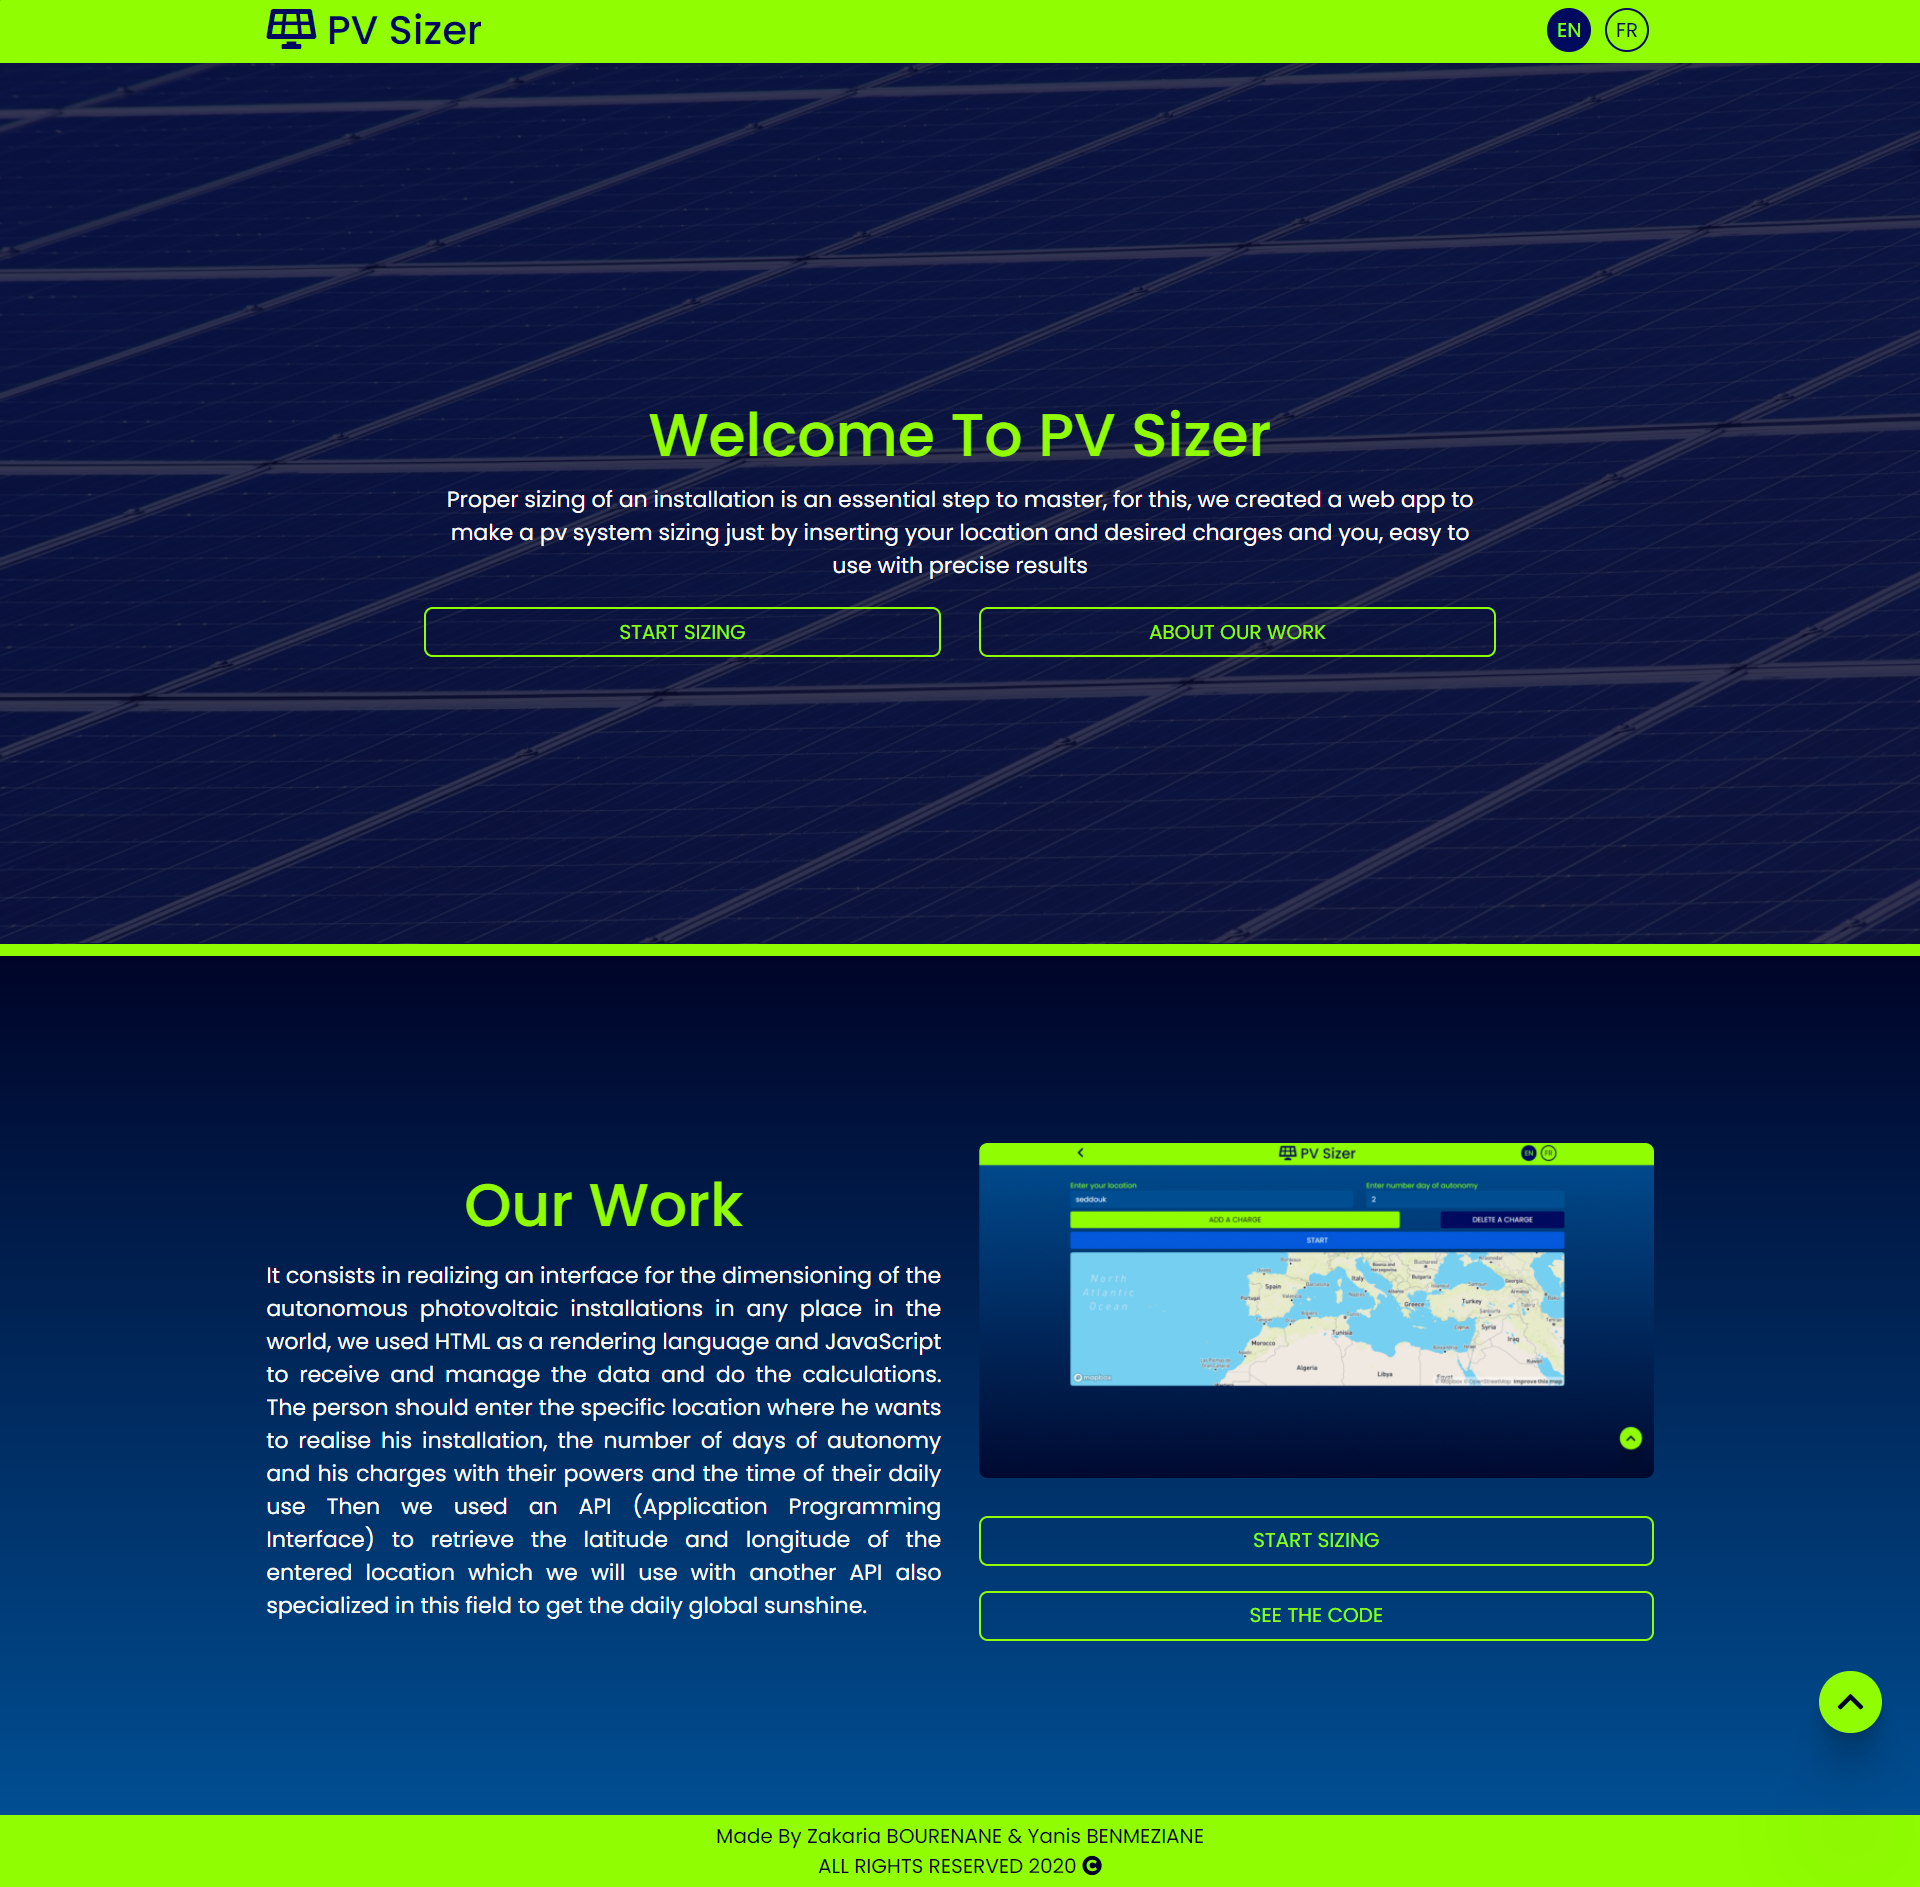 PV Sizer
EN FR
Welcome To PV Sizer
Proper sizing of an installation is an essential step to master, for this, we created a web app to
make a pv system sizing just by inserting your location and desired charges and you, easy to
use with precise results
START SIZING
ABOUT OUR WORK
Our Work
It consists in realizing an interface for the dimensioning of the
autonomous photovoltaic installations in any place in the
world, we used HTML as a rendering language and JavaScript
to receive and manage the data and do the calculations.
The person should enter the specific location where he wants
to realise his installation, the number of days of autonomy
and his charges with their powers and the time of their daily
use Then we used an API (Application Programming
Interface) to retrieve the latitude and longitude of the
entered location which we will use with another API also
specialized in this field to get the daily global sunshine.
PV Sizer
EN FR
Enter your location
Enter number day of autonomy
seddouk
2
ADD A CHARGE
DELETE A CHARGE
START
North
Atlantic
Ocean
Spain
Portugal
Italy
Bulgaria
Greece
Turkey
Georgia
Syria
Iraq
Morocco
Tunisia
Algeria
Libya
mapbox
© Mapbox © OpenStreetMap Improve this map
START SIZING
SEE THE CODE
Made By Zakaria BOURENANE & Yanis BENMEZIANE
ALL RIGHTS RESERVED 2020 ©